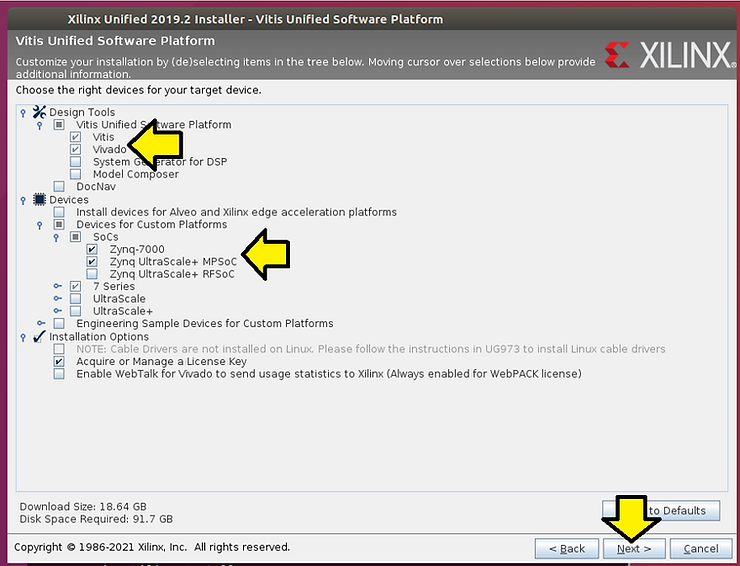 Xilinx Unified 2019.2 Installer - Vitis Unified Software Platform
Vitis Unified Software Platform
Customize your installation by (de)selecting items in the tree below. Moving cursor over selections below provide
additional information.
XILINX
Choose the right devices for your target device.
Design Tools
Vitis Unified Software Platform
Vitis
Vivado
System Generator for DSP
Model Composer
DocNav
Devices
Install devices for Alveo and Xilinx edge acceleration platforms
Devices for Custom Platforms
SoCs
Zynq-7000
Zynq UltraScale+ MPSoC
Zynq UltraScale+ RFSoC
7 Series
UltraScale
UltraScale+
Engineering Sample Devices for Custom Platforms
Installation Options
NOTE: Cable Drivers are not installed on Linux. Please follow the instructions in UG973 to install Linux cable drivers
Acquire or Manage a License Key
Enable WebTalk for Vivado to send usage statistics to Xilinx (Always enabled for WebPACK license)
Download Size: 18.64 GB
Disk Space Required: 91.7 GB
to Defaults
Copyright © 1986-2021 Xilinx, Inc. All rights reserved.
< Back
Next >
Cancel